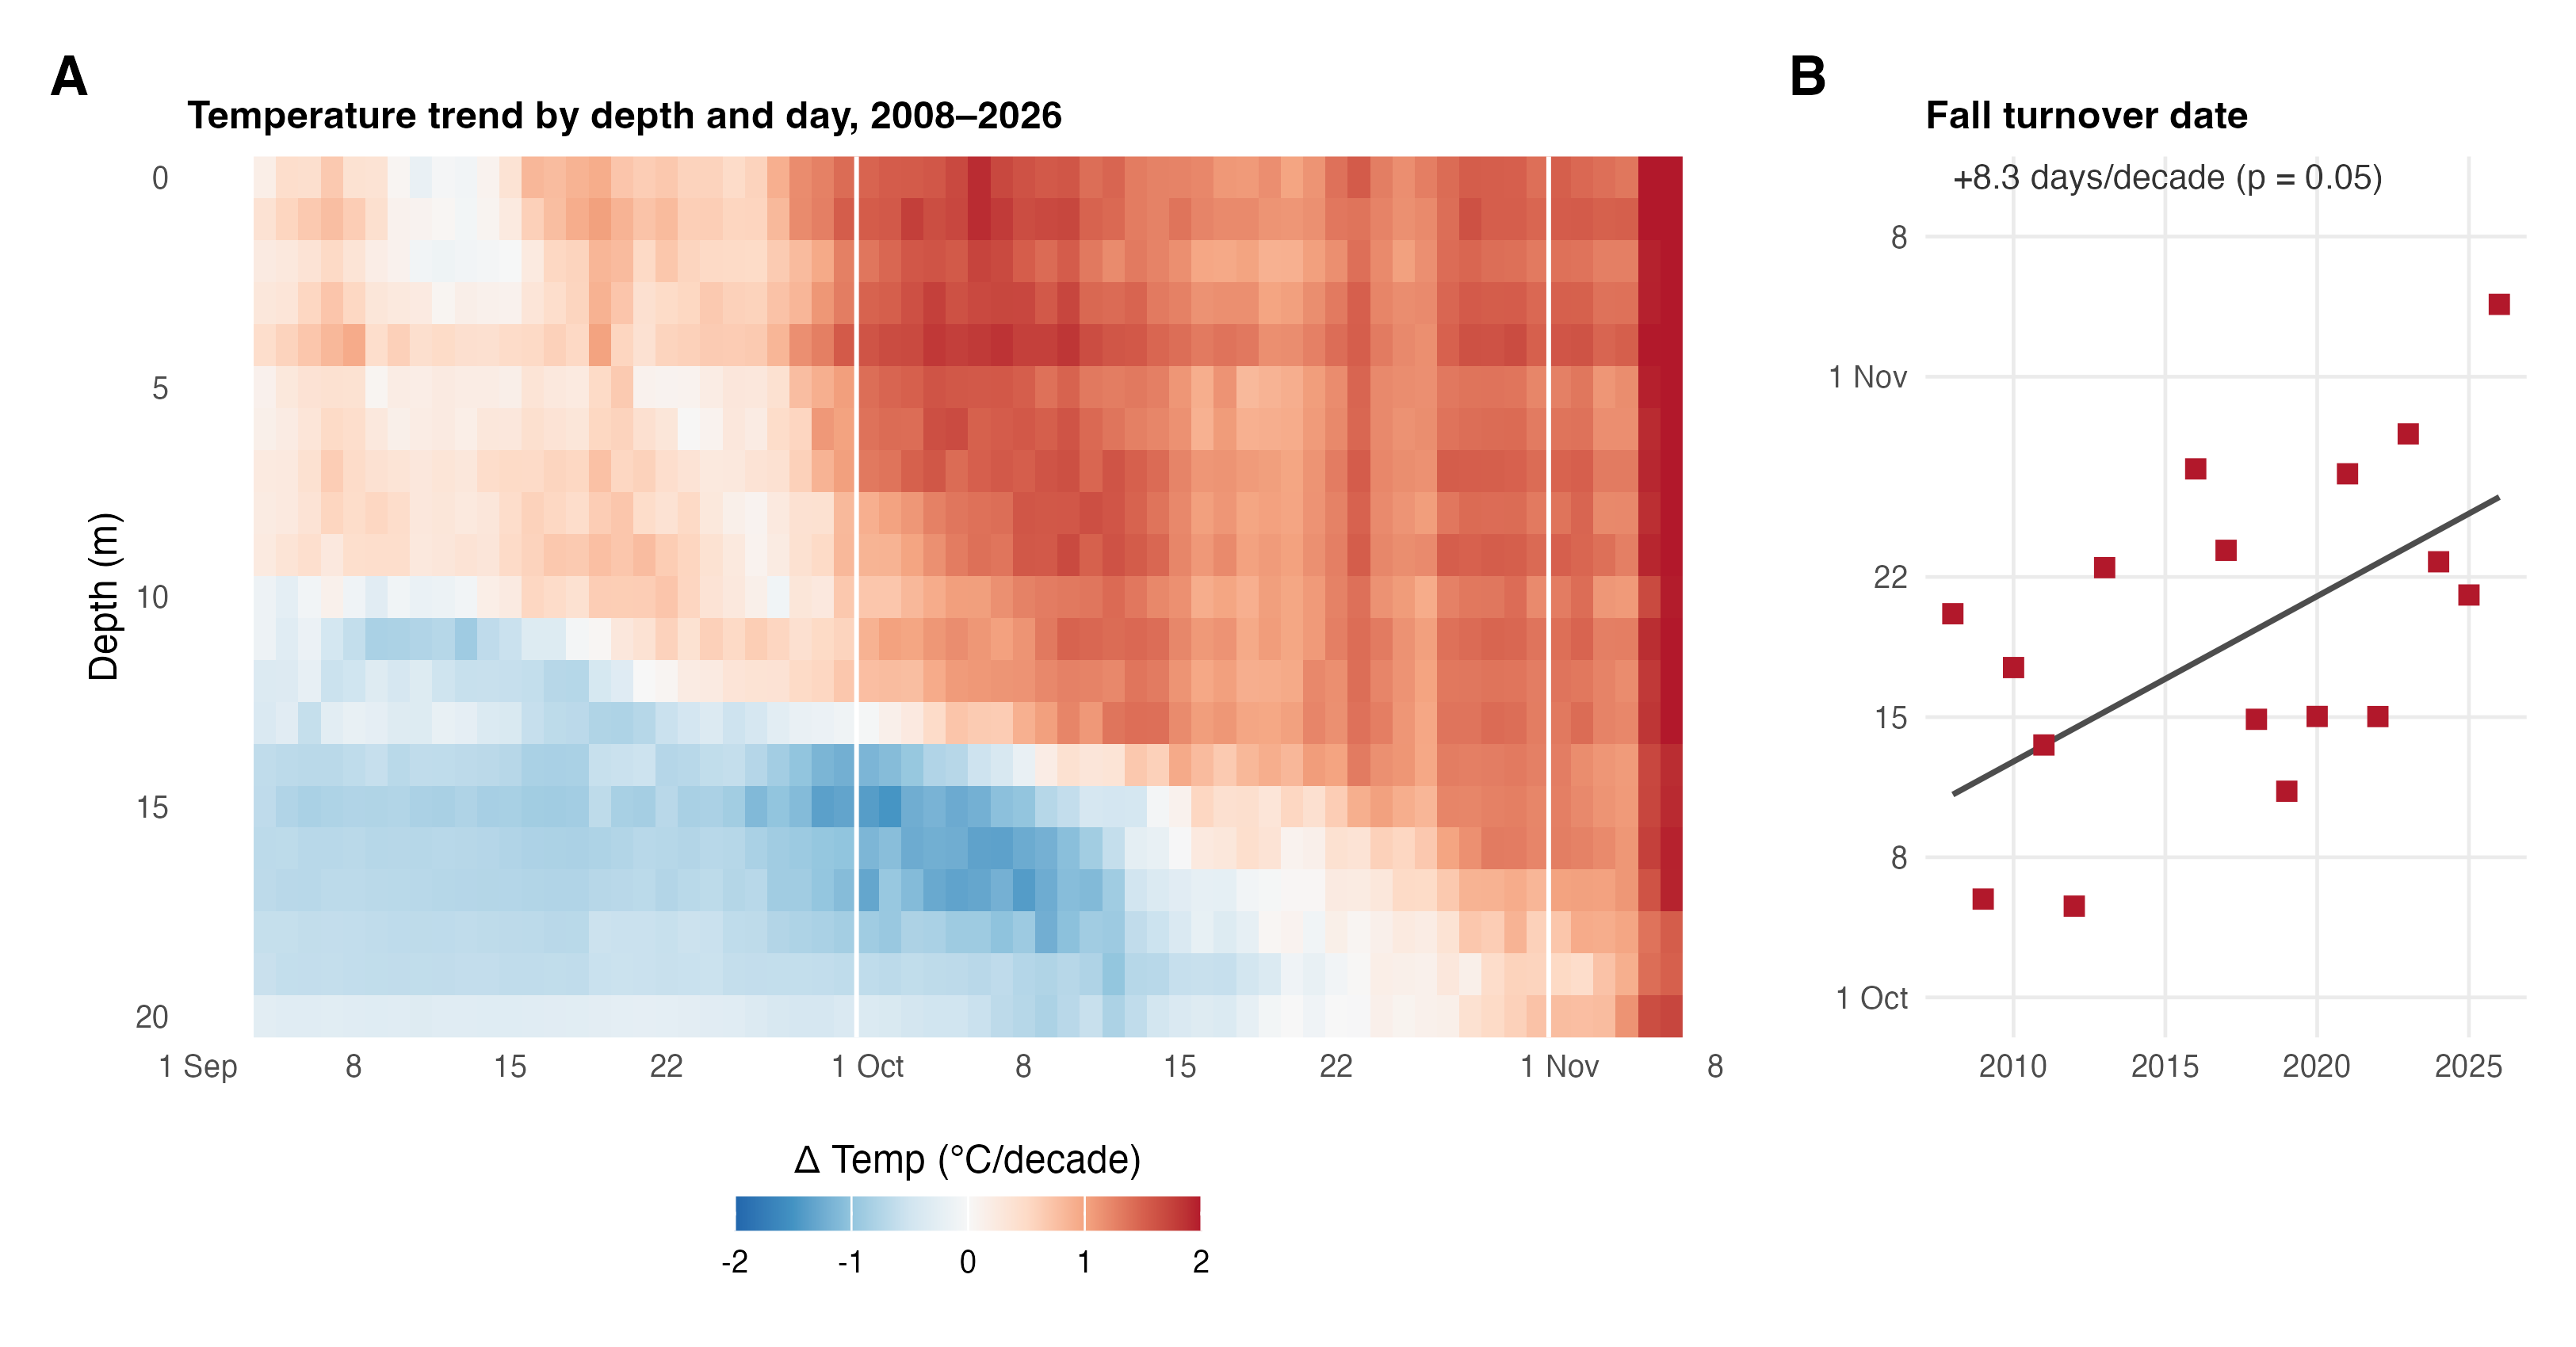 A
Temperature trend by depth and day, 2008–2026
Depth (m)
0
5
10
15
20
1 Sep 8 15 22 1 Oct 8 15 22 1 Nov 8
Δ Temp (°C/decade)
-2 -1 0 1 2
B
Fall turnover date
+8.3 days/decade (p = 0.05)
8
1 Nov
22
15
8
1 Oct
2010 2015 2020 2025